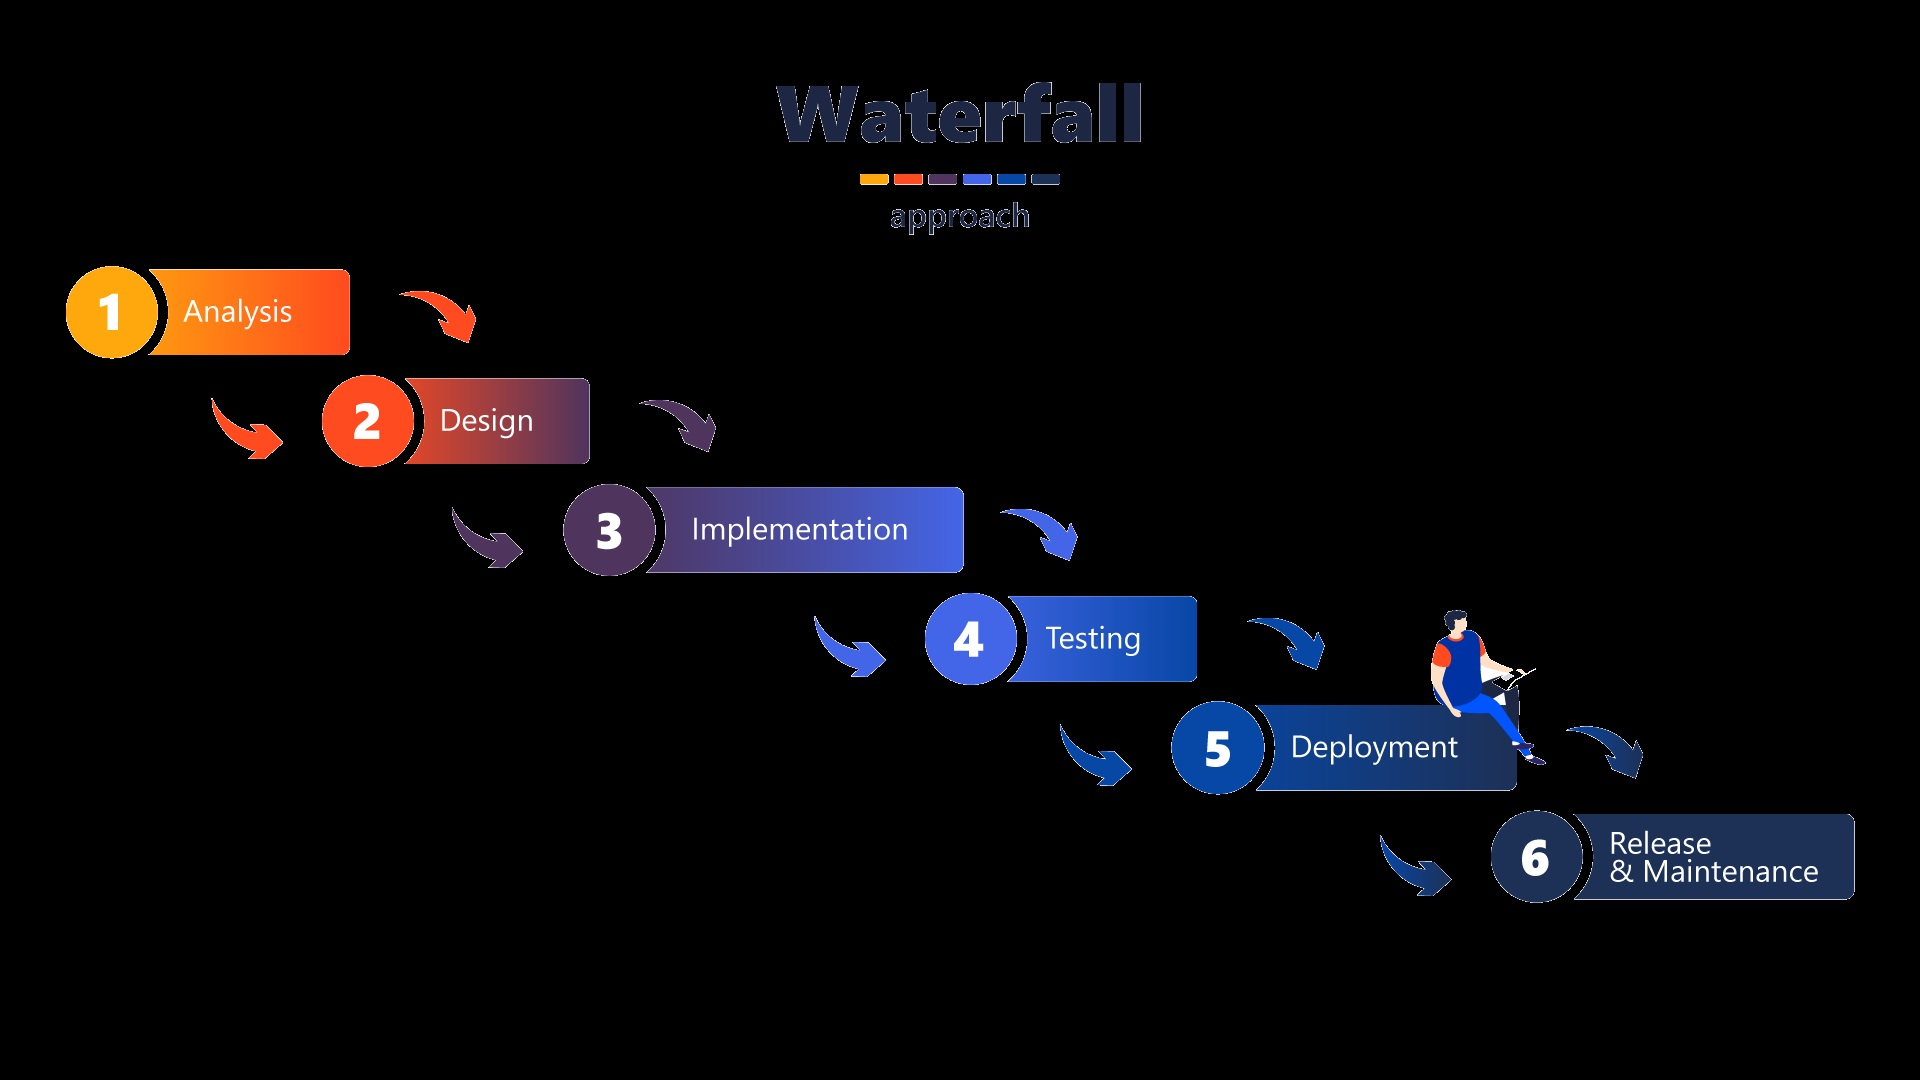 Waterfall
approach
1
Analysis
2
Design
3
Implementation
4
Testing
5
Deployment
6
Release
& Maintenance